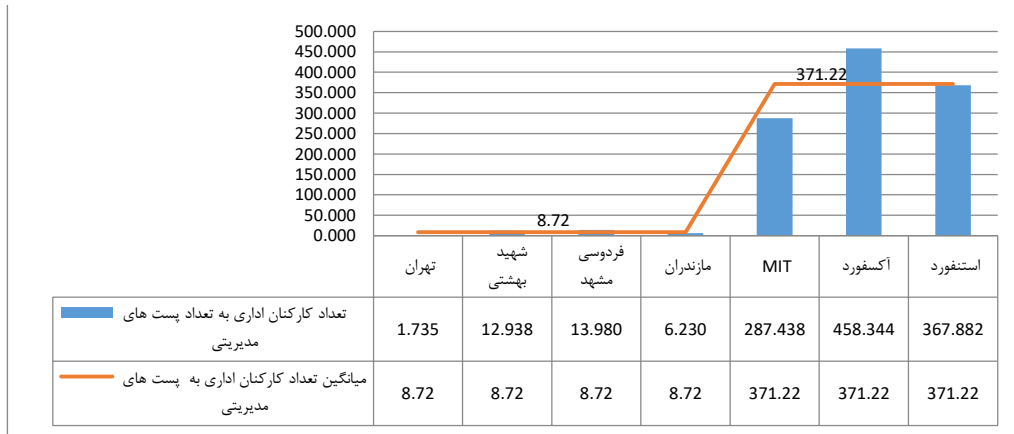 500.000
450.000
400.000
350.000
300.000
250.000
200.000
150.000
100.000
50.000
0.000
371.22
8.72
تهران
شهید
بهشتی
فردوسی
مشهد
مازندران
MIT
آکسفورد
استنفورد
تعداد کارکنان اداری به تعداد پست های
مدیریتی
1.735 12.938 13.980 6.230 287.438 458.344 367.882
میانگین تعداد کارکنان اداری به پست های
مدیریتی
8.72 8.72 8.72 8.72 371.22 371.22 371.22